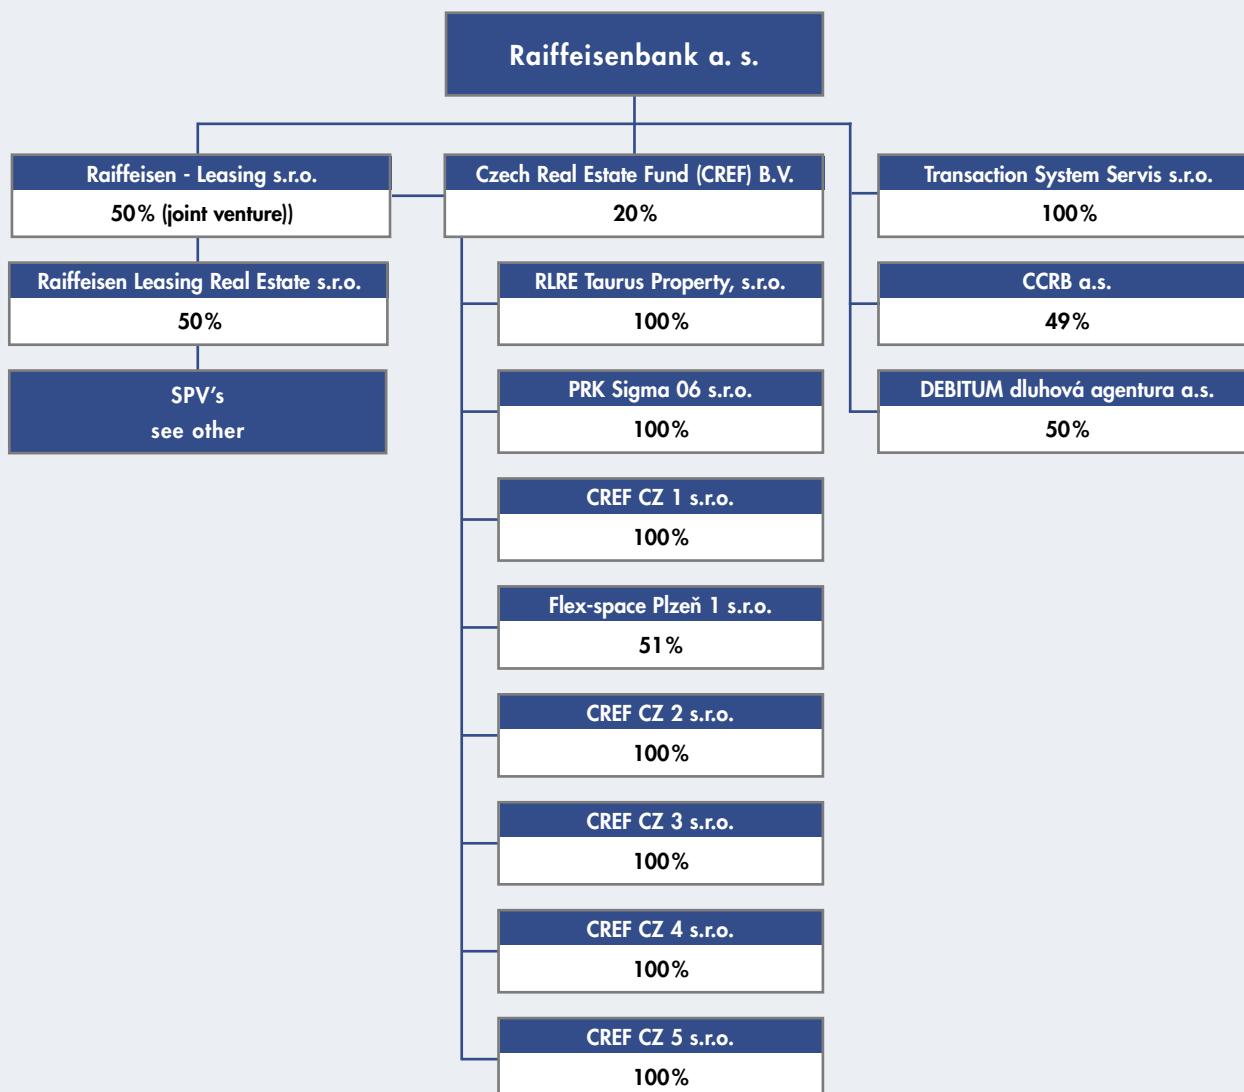 Raiffeisenbank a. s.
Raiffeisen - Leasing s.r.o.
50% (joint venture))
Raiffeisen Leasing Real Estate s.r.o.
50%
SPV's
see other
Czech Real Estate Fund (CREF) B.V.
20%
RLRE Taurus Property, s.r.o.
100%
PRK Sigma 06 s.r.o.
100%
CREF CZ 1 s.r.o.
100%
Flex-space Plzeň 1 s.r.o.
51%
CREF CZ 2 s.r.o.
100%
CREF CZ 3 s.r.o.
100%
CREF CZ 4 s.r.o.
100%
CREF CZ 5 s.r.o.
100%
Transaction System Servis s.r.o.
100%
CCRB a.s.
49%
DEBITUM dluhová agentura a.s.
50%